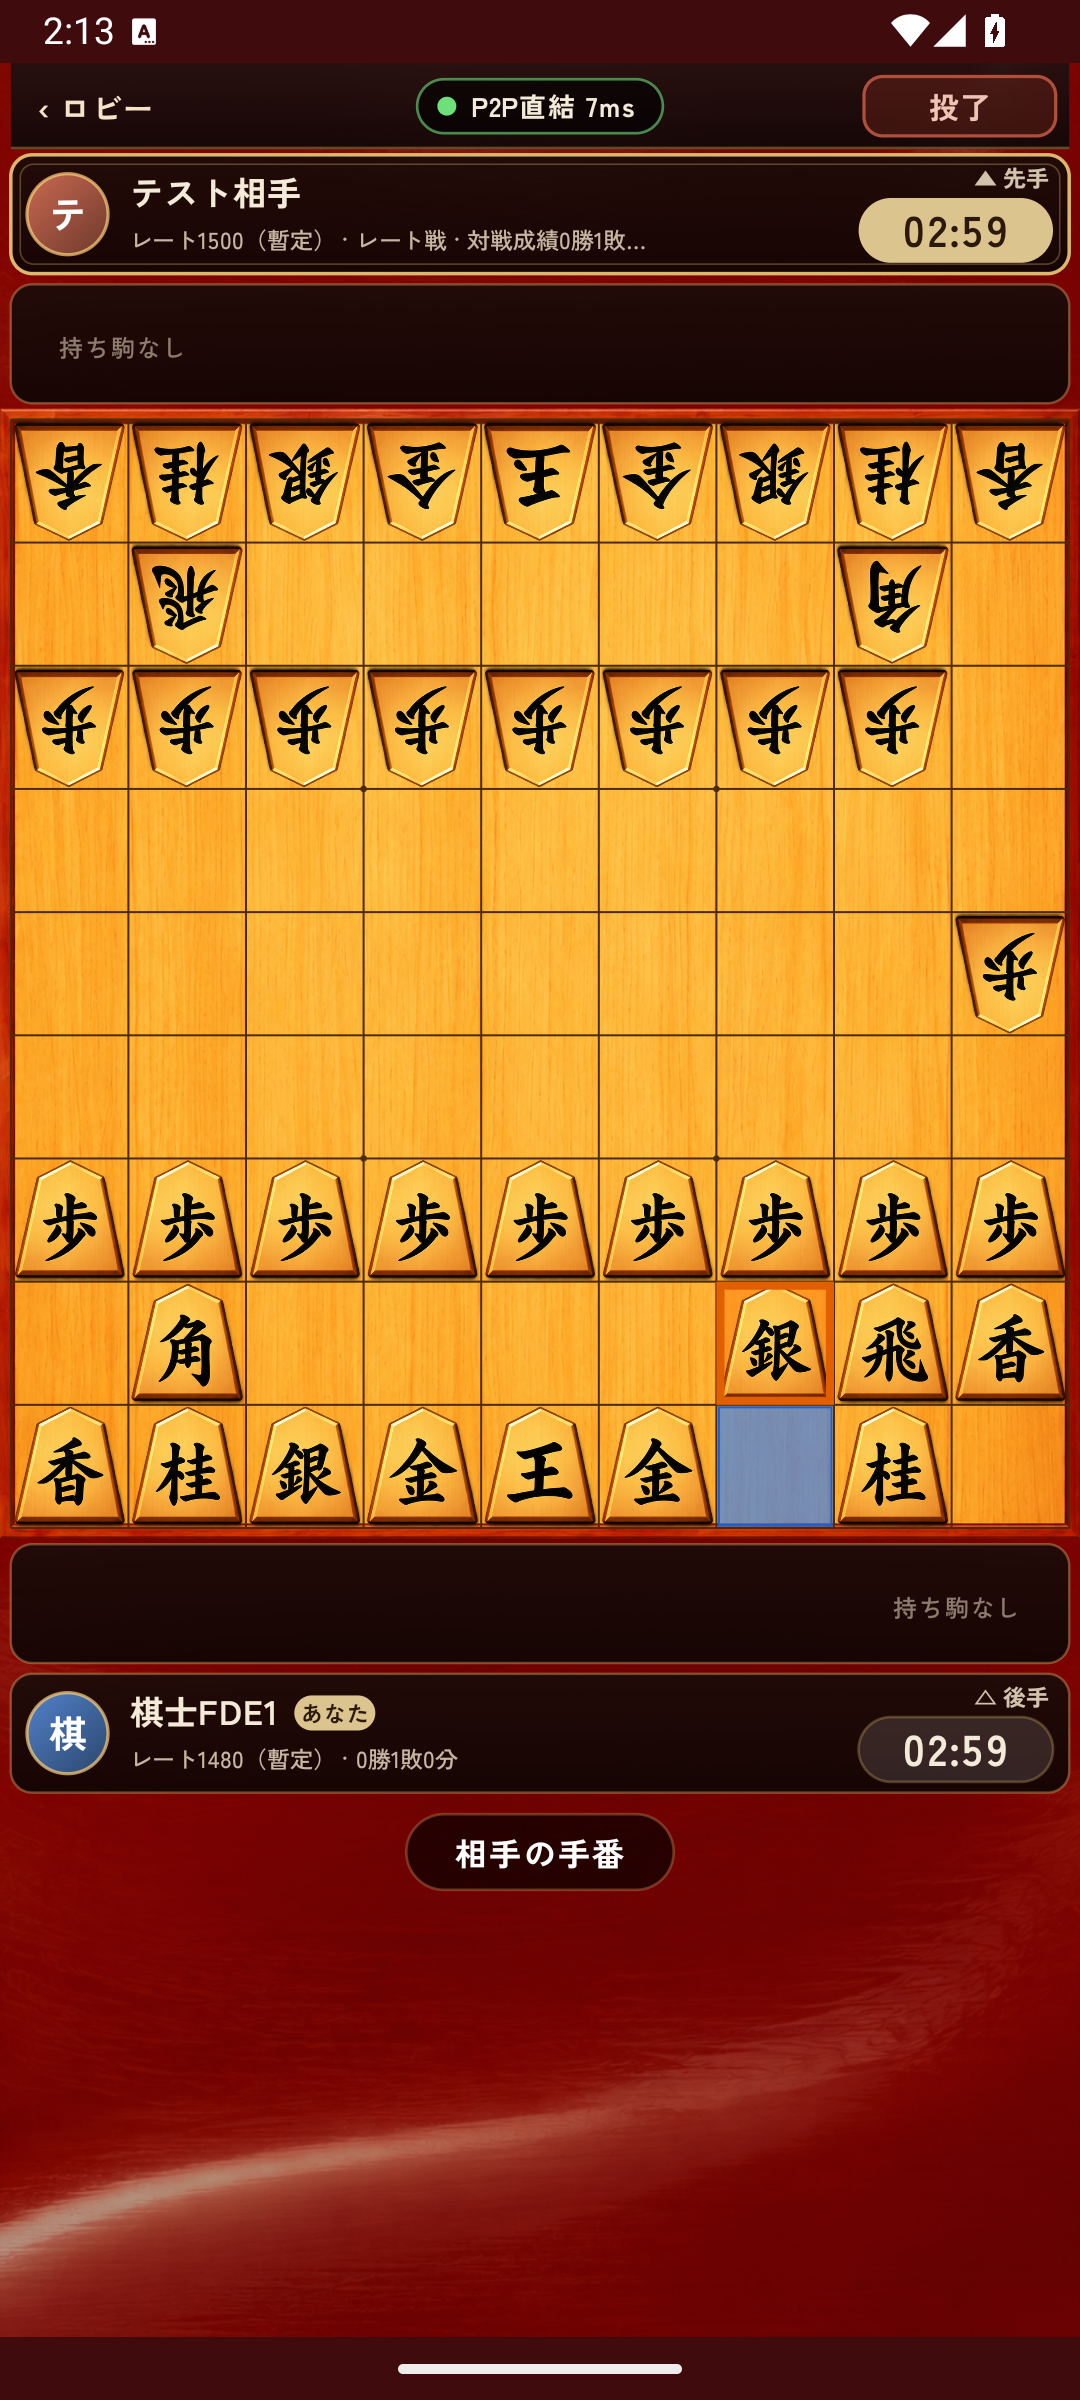 2:13 A
‹ ロビー
P2P直結 7ms
投了
テ
テスト相手
レート1500（暫定）· レート戦 · 対戦成績0勝1敗…
▲ 先手
02:59
持ち駒なし
香 桂 銀 金 玉 金 銀 桂 香
飛 角
歩 歩 歩 歩 歩 歩 歩 歩
歩
歩 歩 歩 歩 歩 歩 歩 歩 歩
角 銀 飛 香
香 桂 銀 金 王 金 桂
持ち駒なし
棋
棋士FDE1 あなた
レート1480（暫定）· 0勝1敗0分
△ 後手
02:59
相手の手番